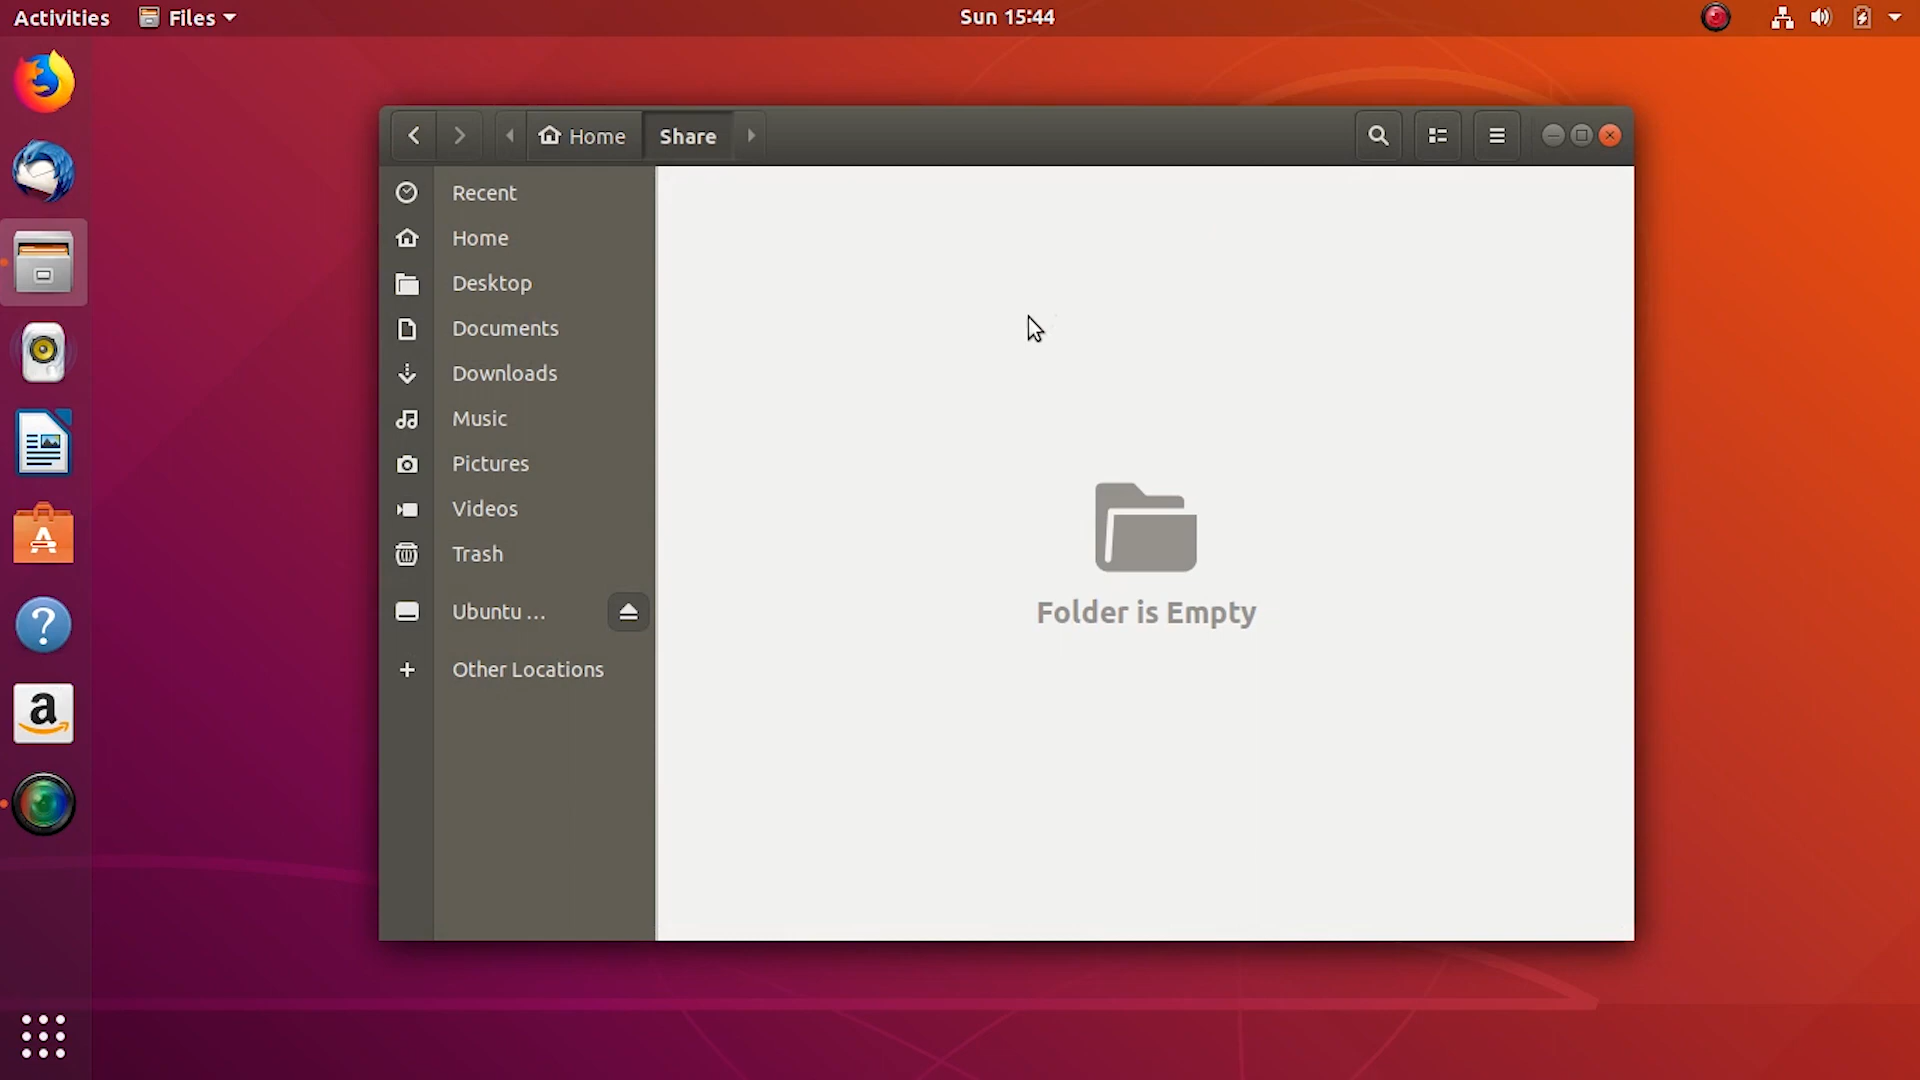 Activities Files Sun 15:44
Home Share
Recent
Home
Desktop
Documents
Downloads
Music
Pictures
Videos
Trash
Ubuntu ...
Other Locations
Folder is Empty